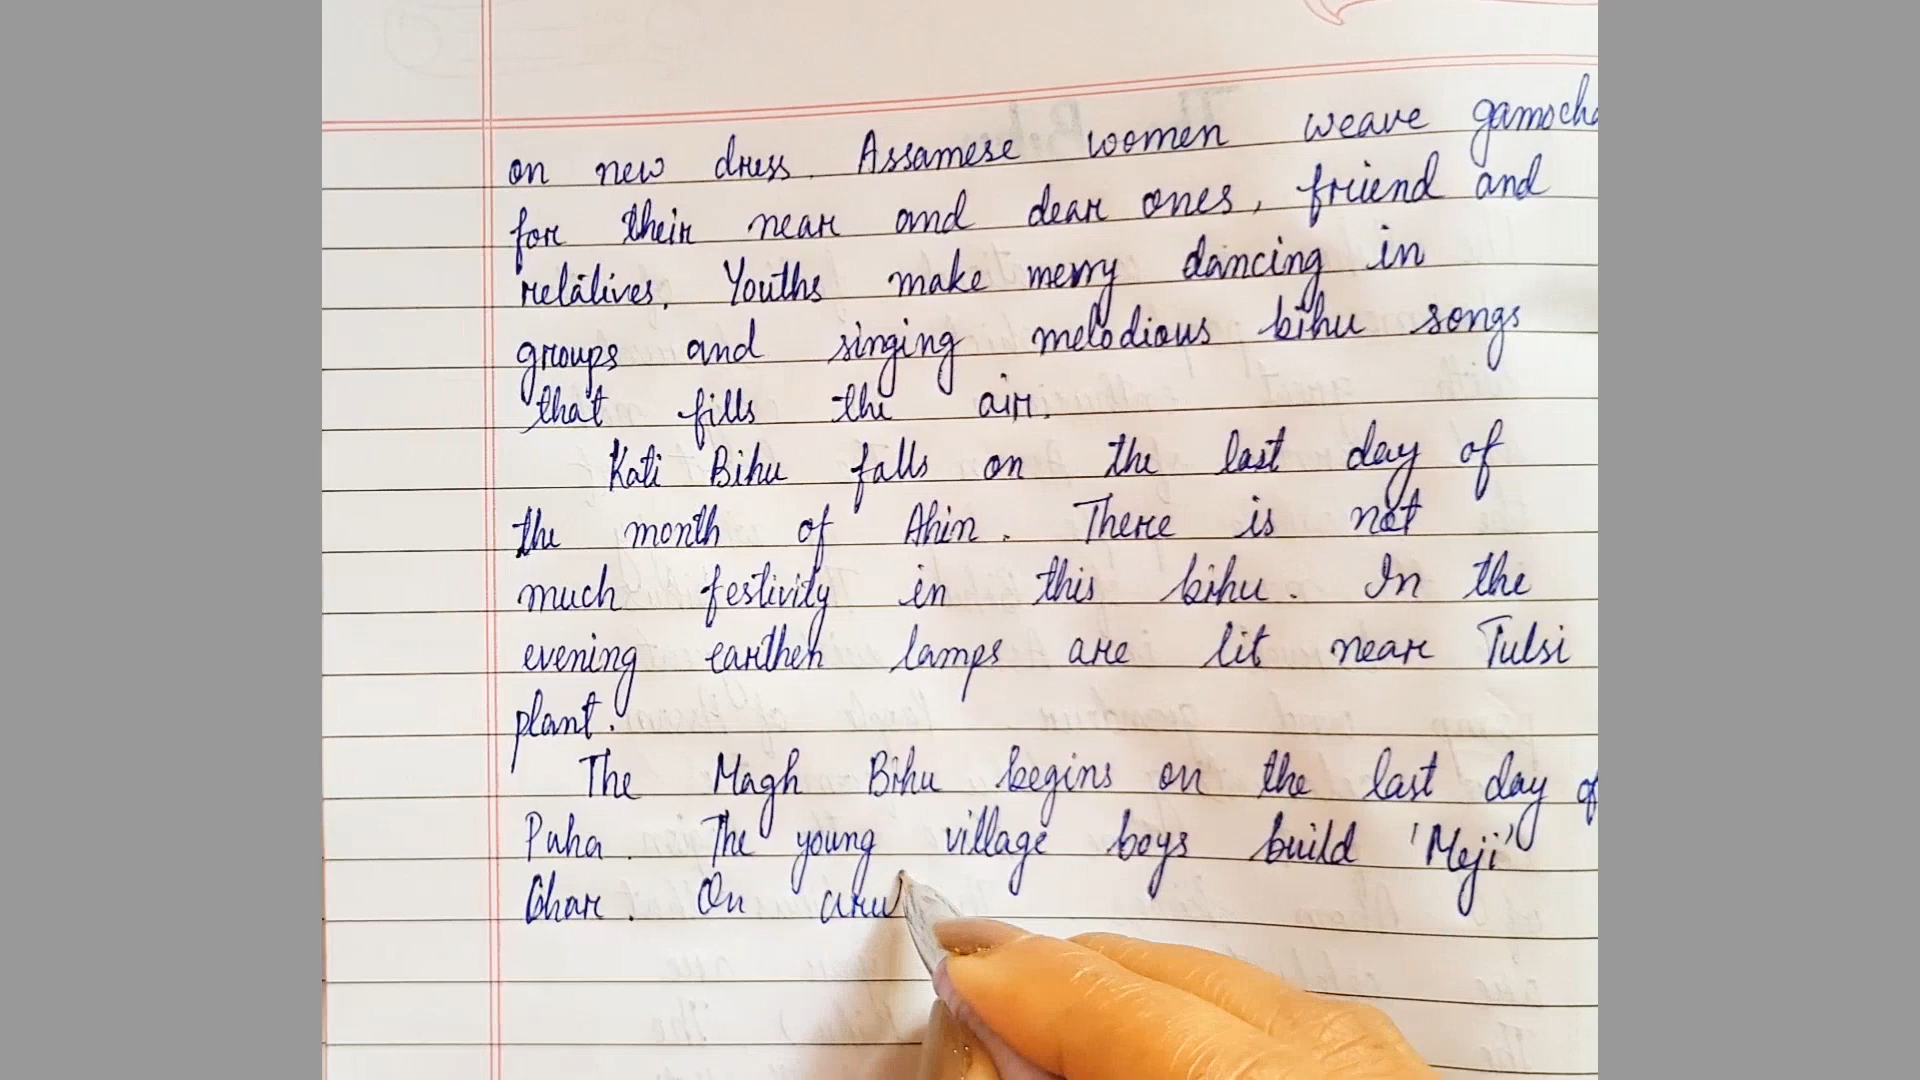 on new dress. Assamese women weave gamocha
for their near and dear ones, friend and
relatives. Youths make merry dancing in
groups and singing melodious bihu songs
that fills the air.
Kati Bihu falls on the last day of
the month of Ahin. There is not
much festivity in this bihu. In the
evening earthen lamps are lit near Tulsi
plant.
The Magh Bihu begins on the last day of
Puha. The young village boys build 'Meji'
Ghar. On